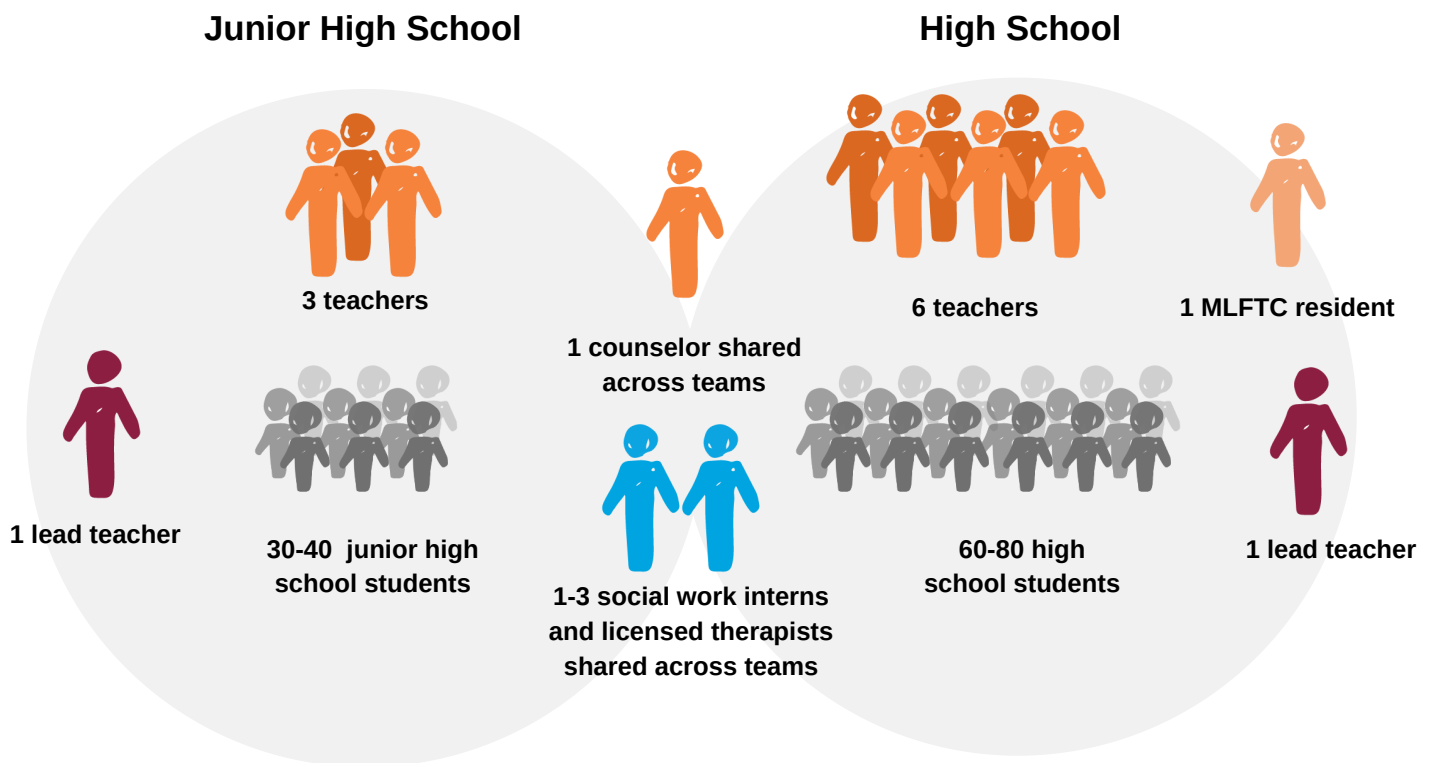 Junior High School
High School
3 teachers
6 teachers
1 MLFTC resident
1 counselor shared
across teams
1 lead teacher
30-40 junior high
school students
60-80 high
school students
1 lead teacher
1-3 social work interns
and licensed therapists
shared across teams